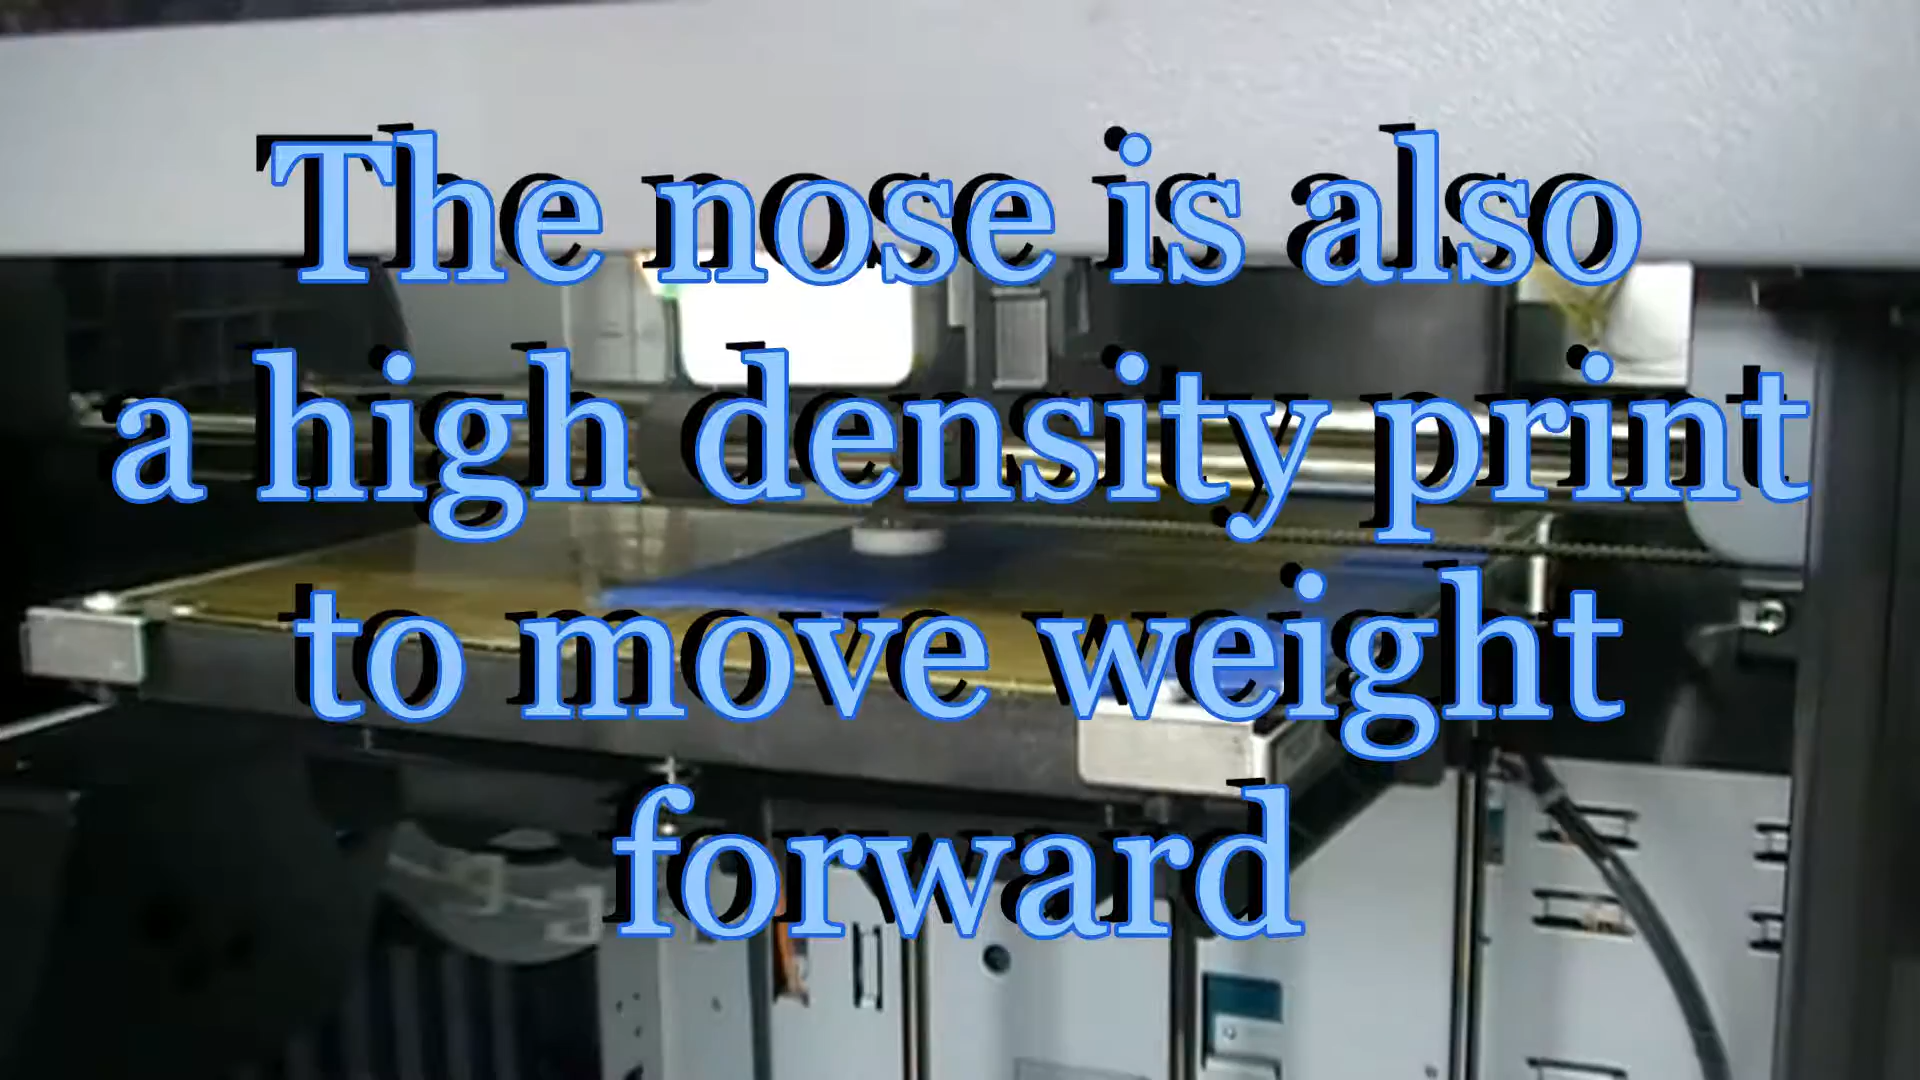 The nose is also
a high density print
to move weight
forward